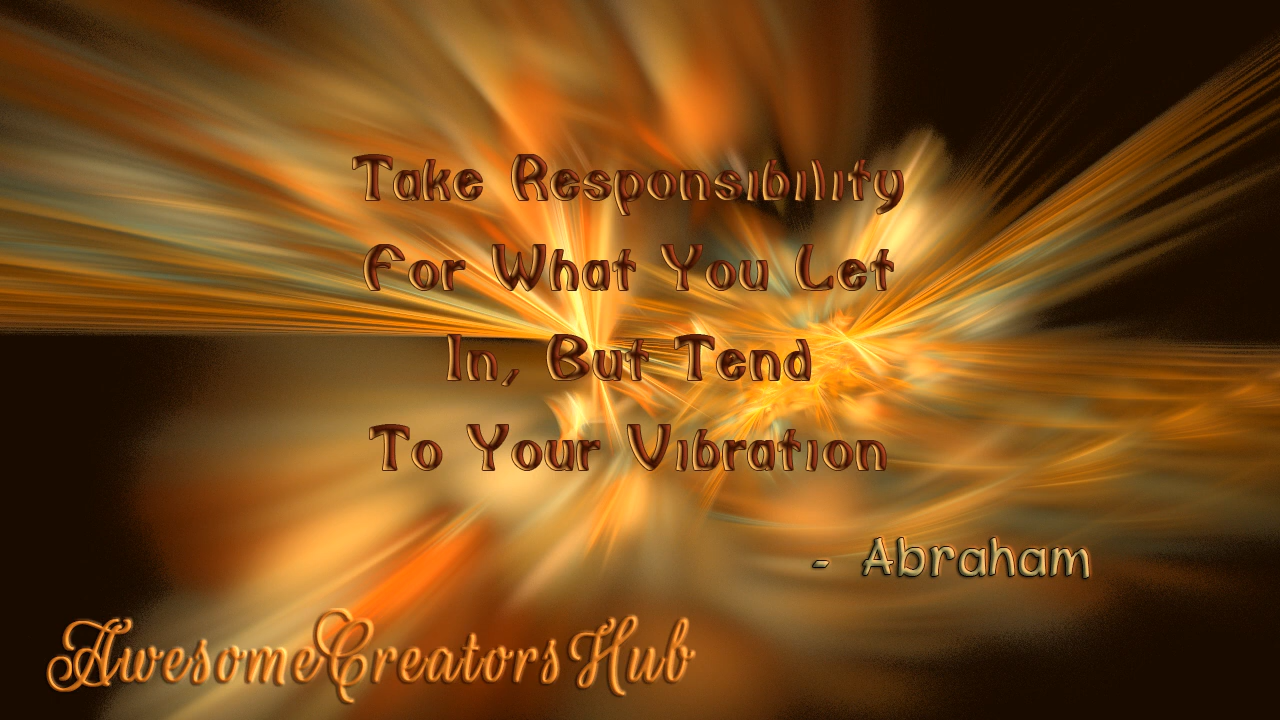 Take Responsibility
For What You Let
In, But Tend
To Your Vibration
- Abraham
AwesomeCreatorsHub